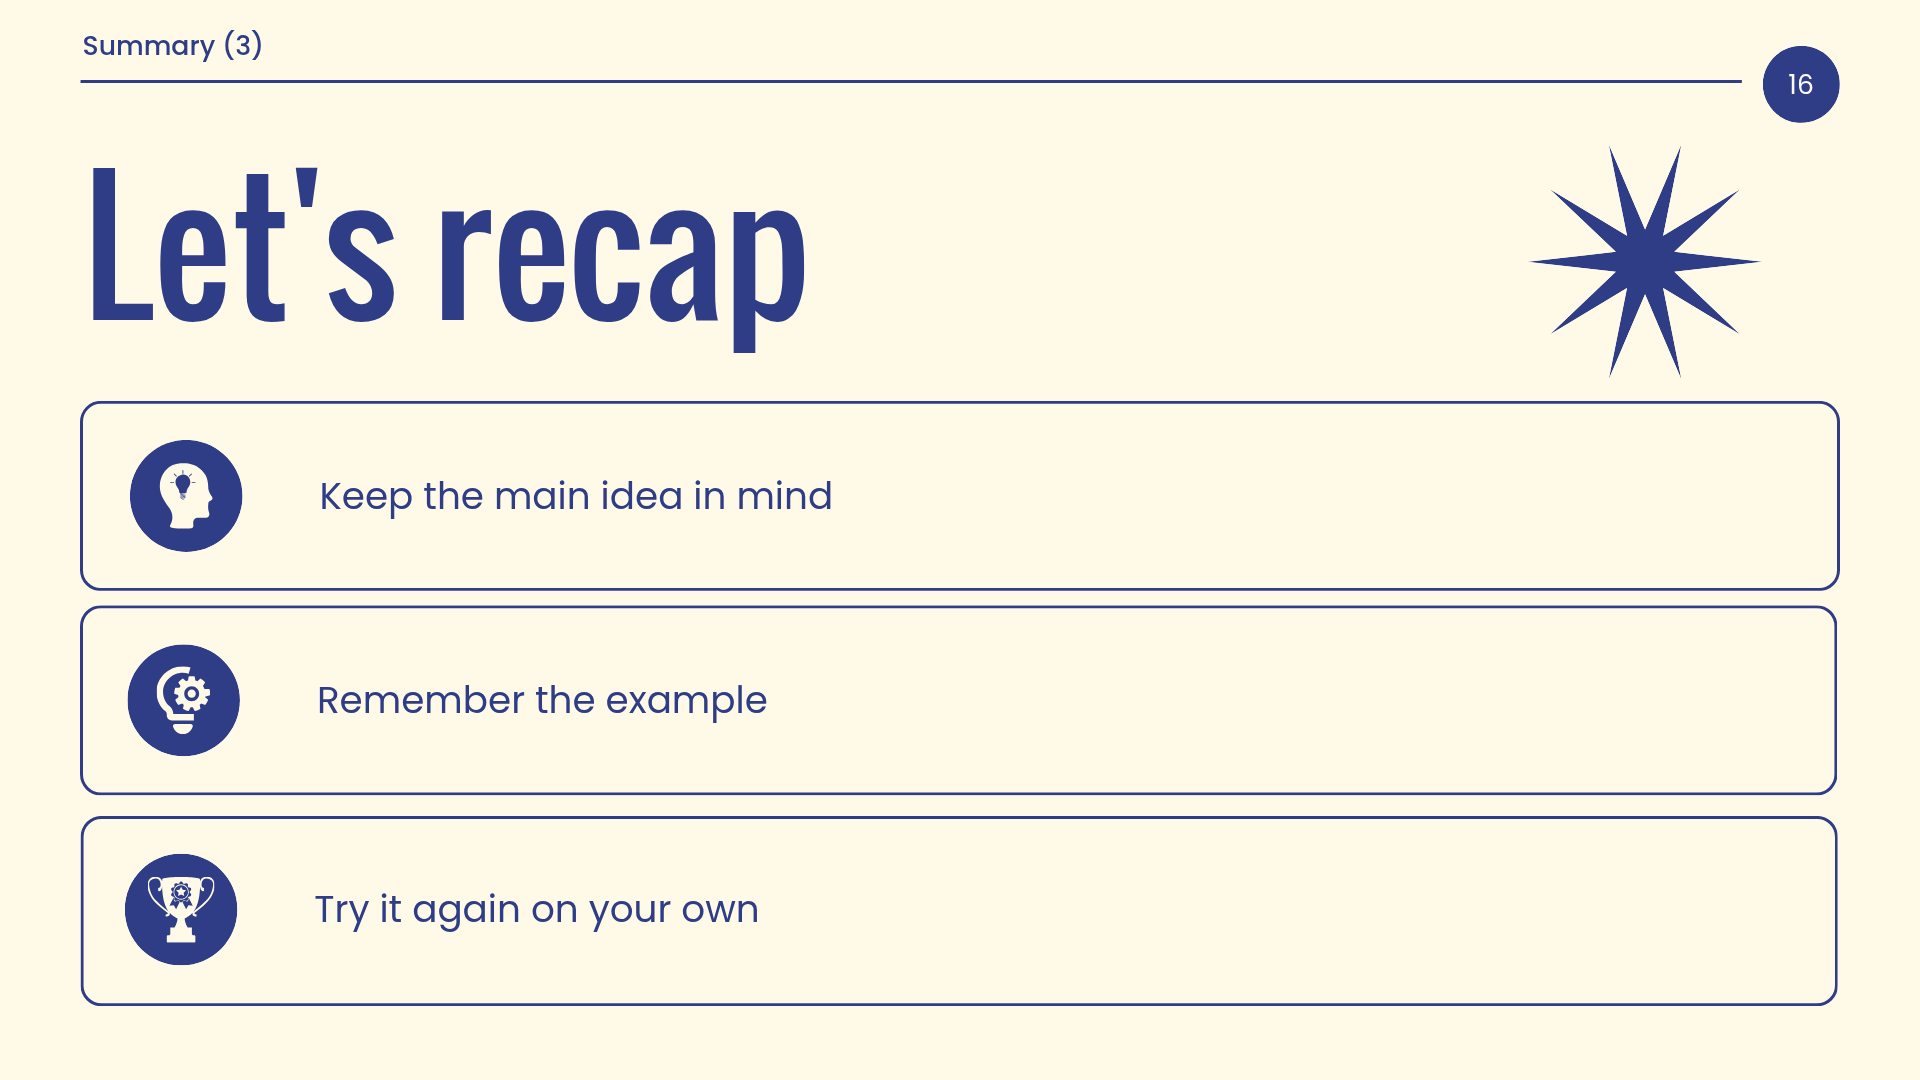 Summary (3)
16
Let's recap
Keep the main idea in mind
Remember the example
Try it again on your own